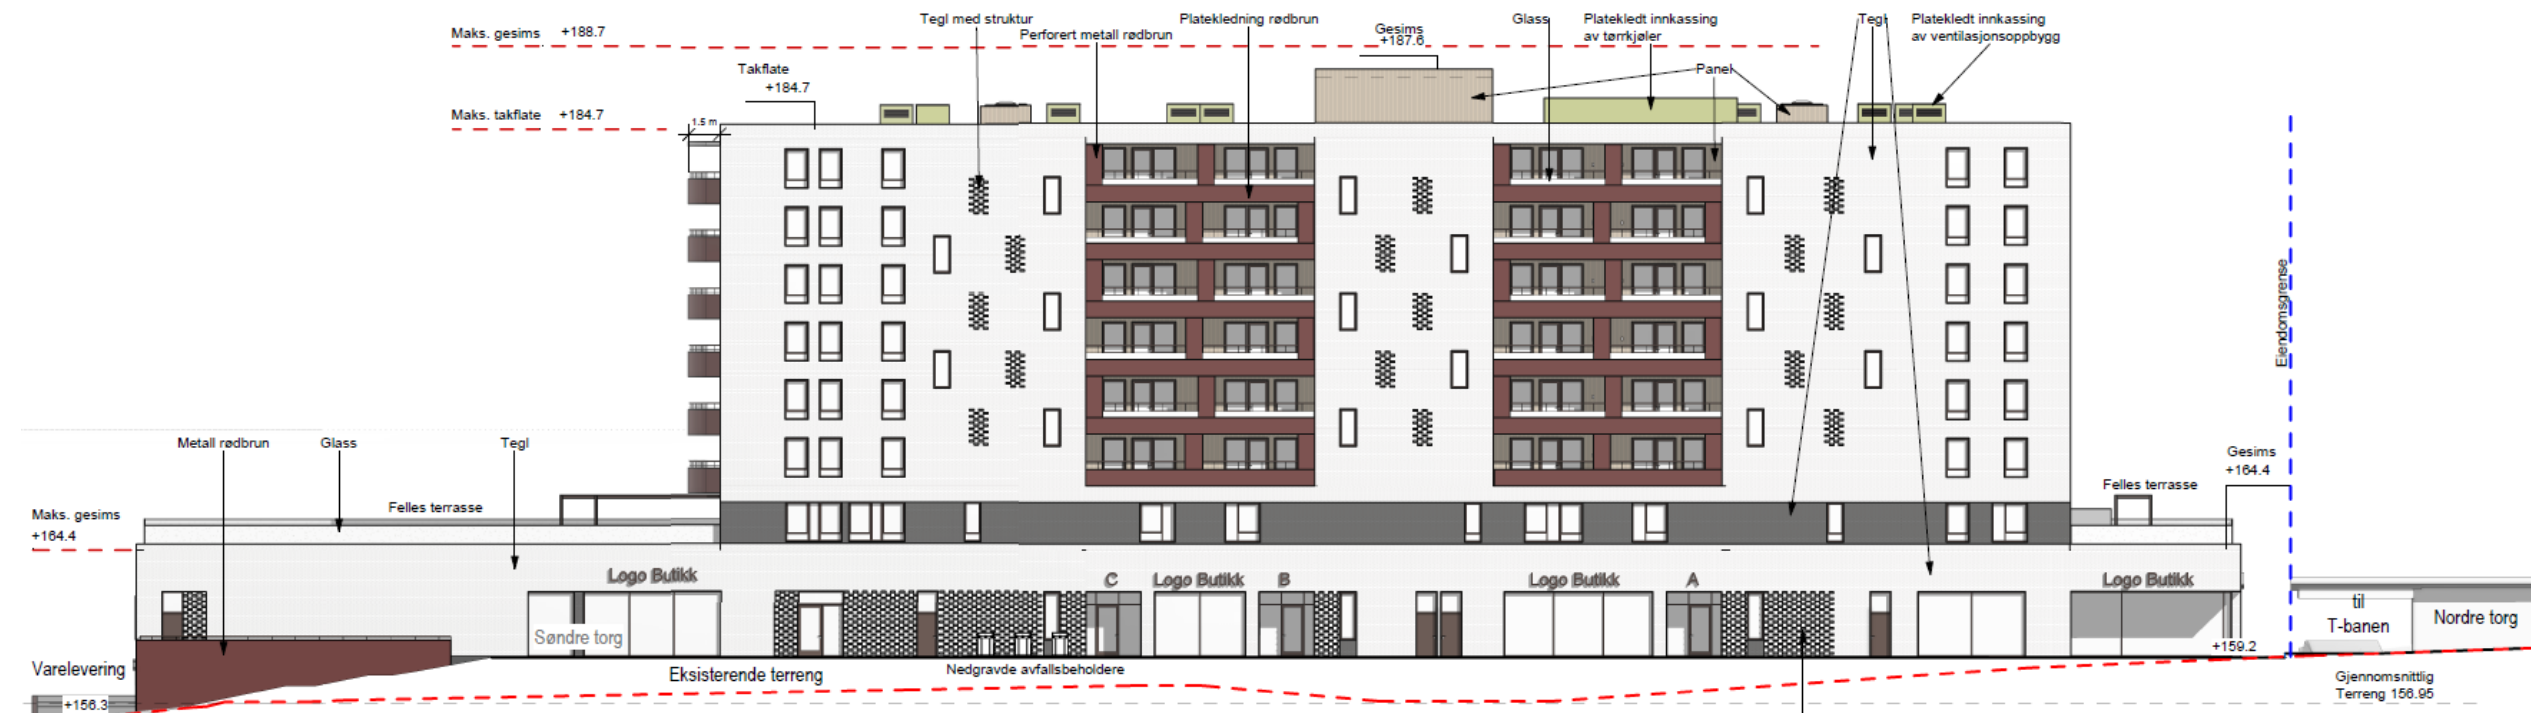 Maks. gesims +188.7
Tegl med struktur
Perforert metall rødbrun
Platekledning rødbrun
Gesims
+187.6
Glass
Platekledt innkassing
av tørrkjøler
Tegl
Platekledt innkassing
av ventilasjonsoppbygg
Panel
Takflate
+184.7
Maks. takflate +184.7
1.5 m
Eiendomsgrense
Metall rødbrun
Glass
Tegl
Gesims
+164.4
Felles terrasse
Felles terrasse
Maks. gesims
+164.4
Logo Butikk
C
Logo Butikk
B
Logo Butikk
A
Logo Butikk
Søndre torg
til
T-banen
Nordre torg
+159.2
Varelevering
Eksisterende terreng
Nedgravde avfallsbeholdere
Gjennomsnittlig
Terreng 156.95
+156.3